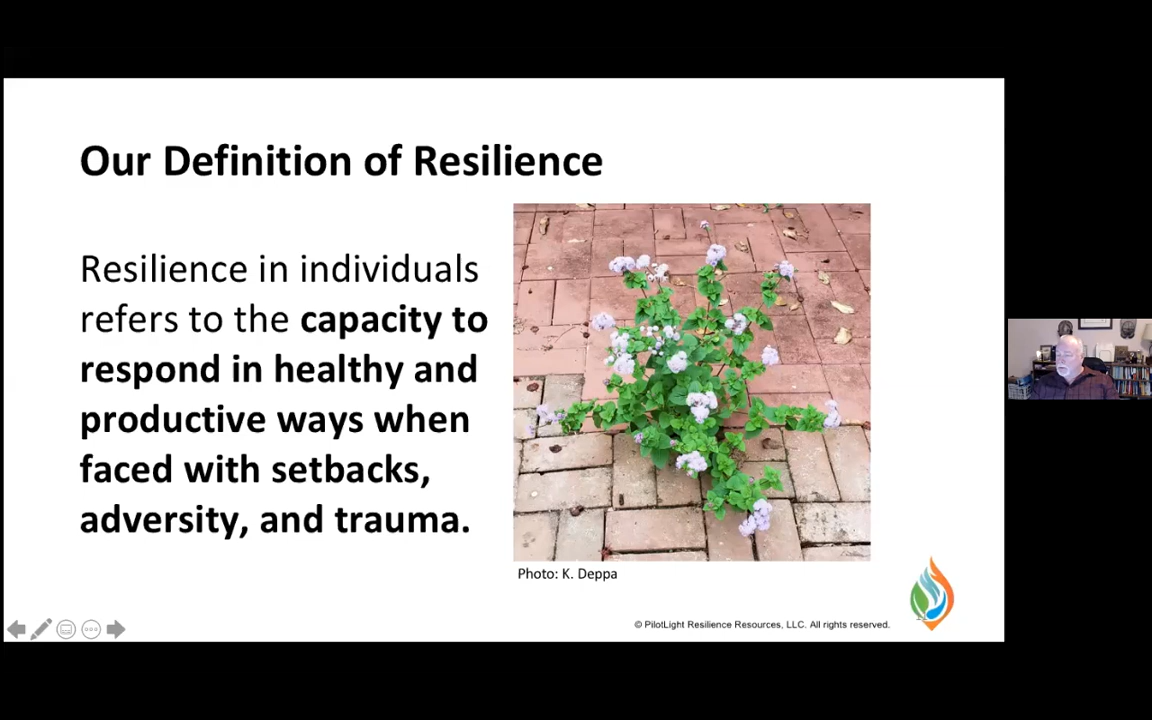 Our Definition of Resilience
Resilience in individuals
refers to the capacity to
respond in healthy and
productive ways when
faced with setbacks,
adversity, and trauma.
Photo: K. Deppa
© PilotLight Resilience Resources, LLC. All rights reserved.